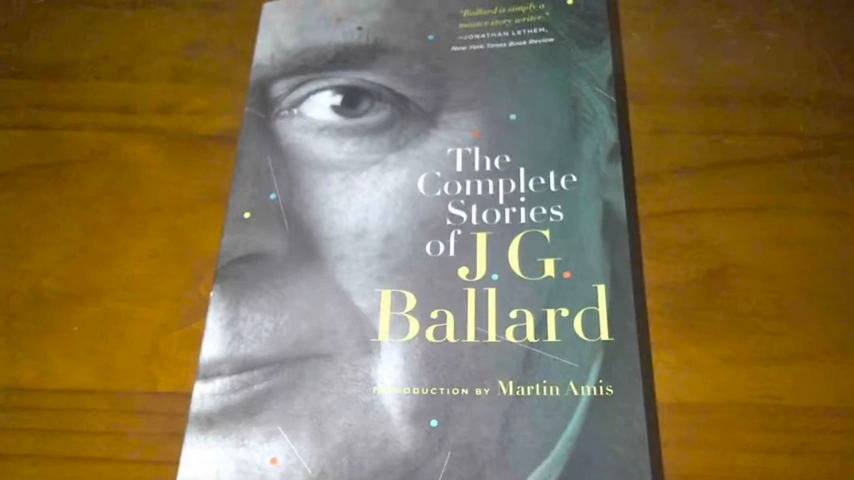 "Ballard is simply a
master story writer."
—JONATHAN LETHEM,
New York Times Book Review
The
Complete
Stories
of J.G.
Ballard
INTRODUCTION BY Martin Amis